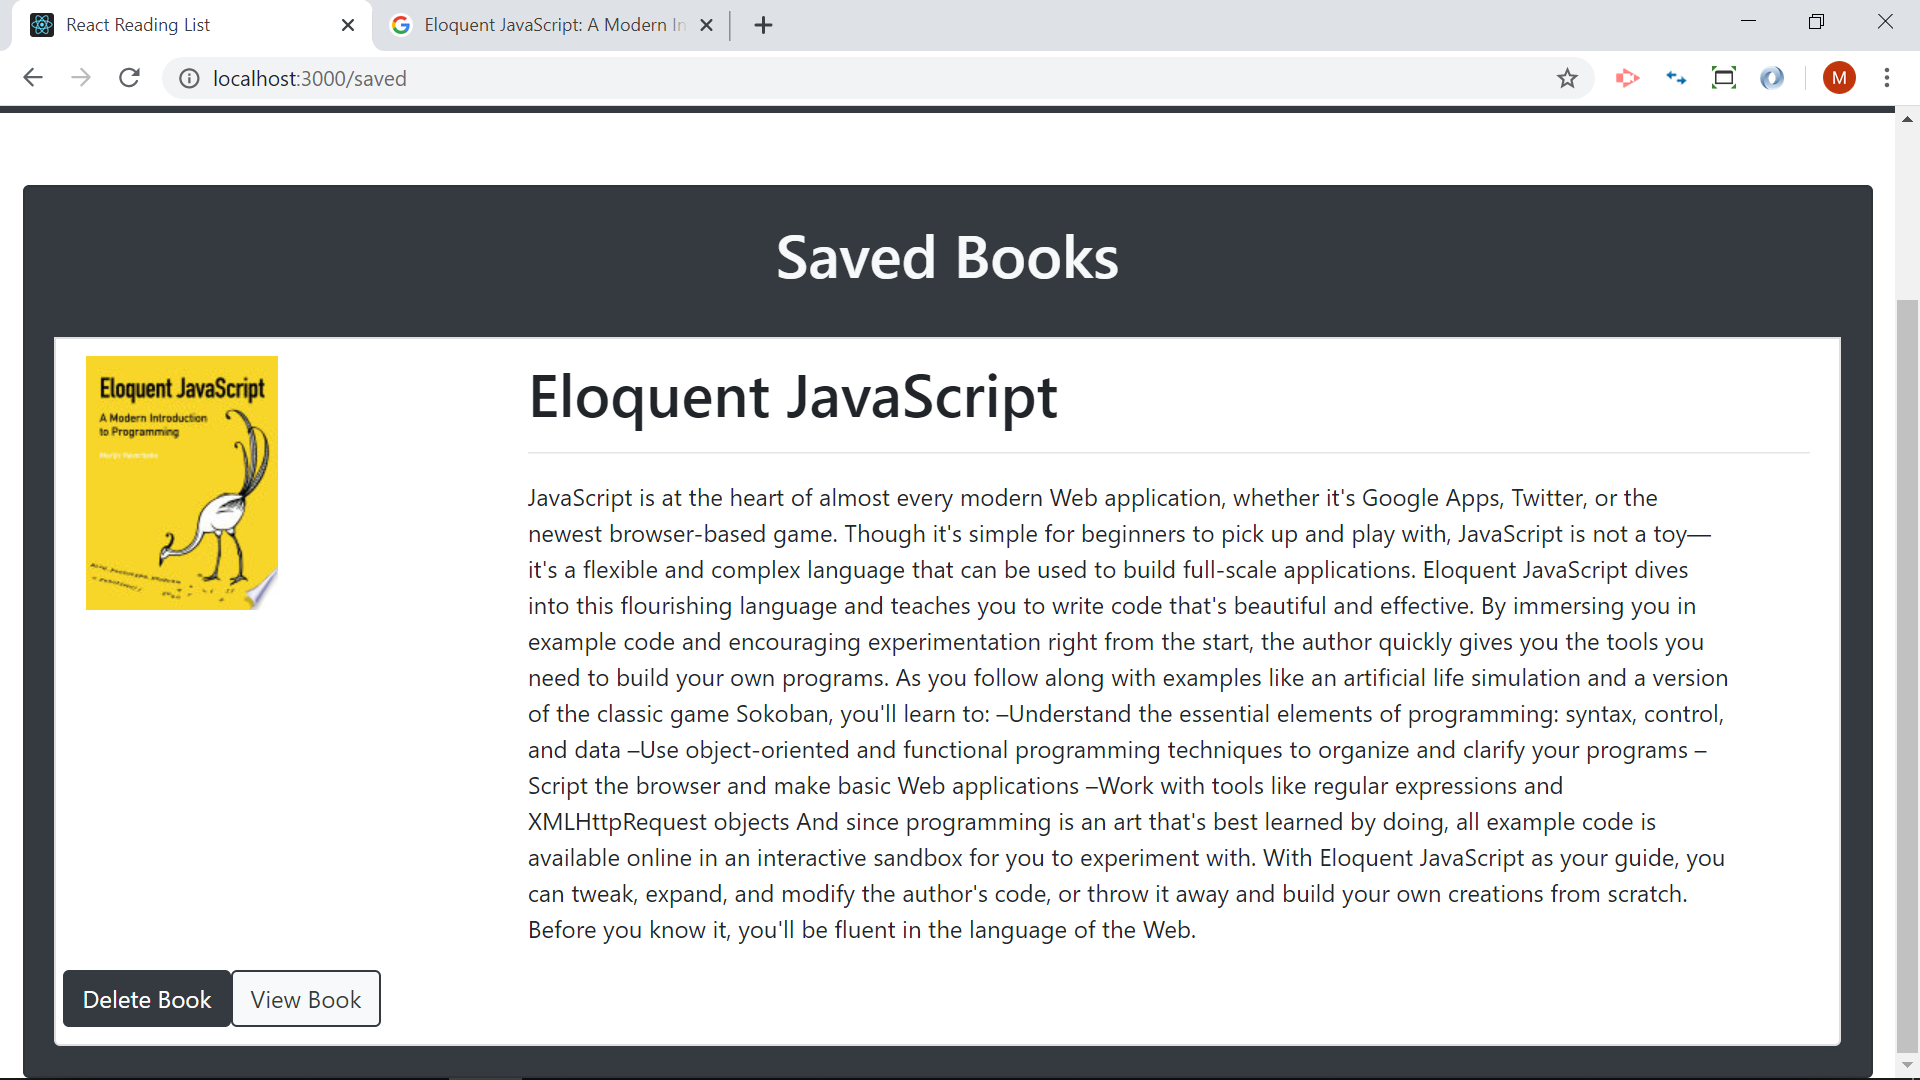 React Reading List
Eloquent JavaScript: A Modern In
localhost:3000/saved
M
Saved Books
Eloquent JavaScript
A Modern Introduction
to Programming
Marijn Haverbeke
Eloquent JavaScript
JavaScript is at the heart of almost every modern Web application, whether it's Google Apps, Twitter, or the
newest browser-based game. Though it's simple for beginners to pick up and play with, JavaScript is not a toy—
it's a flexible and complex language that can be used to build full-scale applications. Eloquent JavaScript dives
into this flourishing language and teaches you to write code that's beautiful and effective. By immersing you in
example code and encouraging experimentation right from the start, the author quickly gives you the tools you
need to build your own programs. As you follow along with examples like an artificial life simulation and a version
of the classic game Sokoban, you'll learn to: –Understand the essential elements of programming: syntax, control,
and data –Use object-oriented and functional programming techniques to organize and clarify your programs –
Script the browser and make basic Web applications –Work with tools like regular expressions and
XMLHttpRequest objects And since programming is an art that's best learned by doing, all example code is
available online in an interactive sandbox for you to experiment with. With Eloquent JavaScript as your guide, you
can tweak, expand, and modify the author's code, or throw it away and build your own creations from scratch.
Before you know it, you'll be fluent in the language of the Web.
Delete Book
View Book